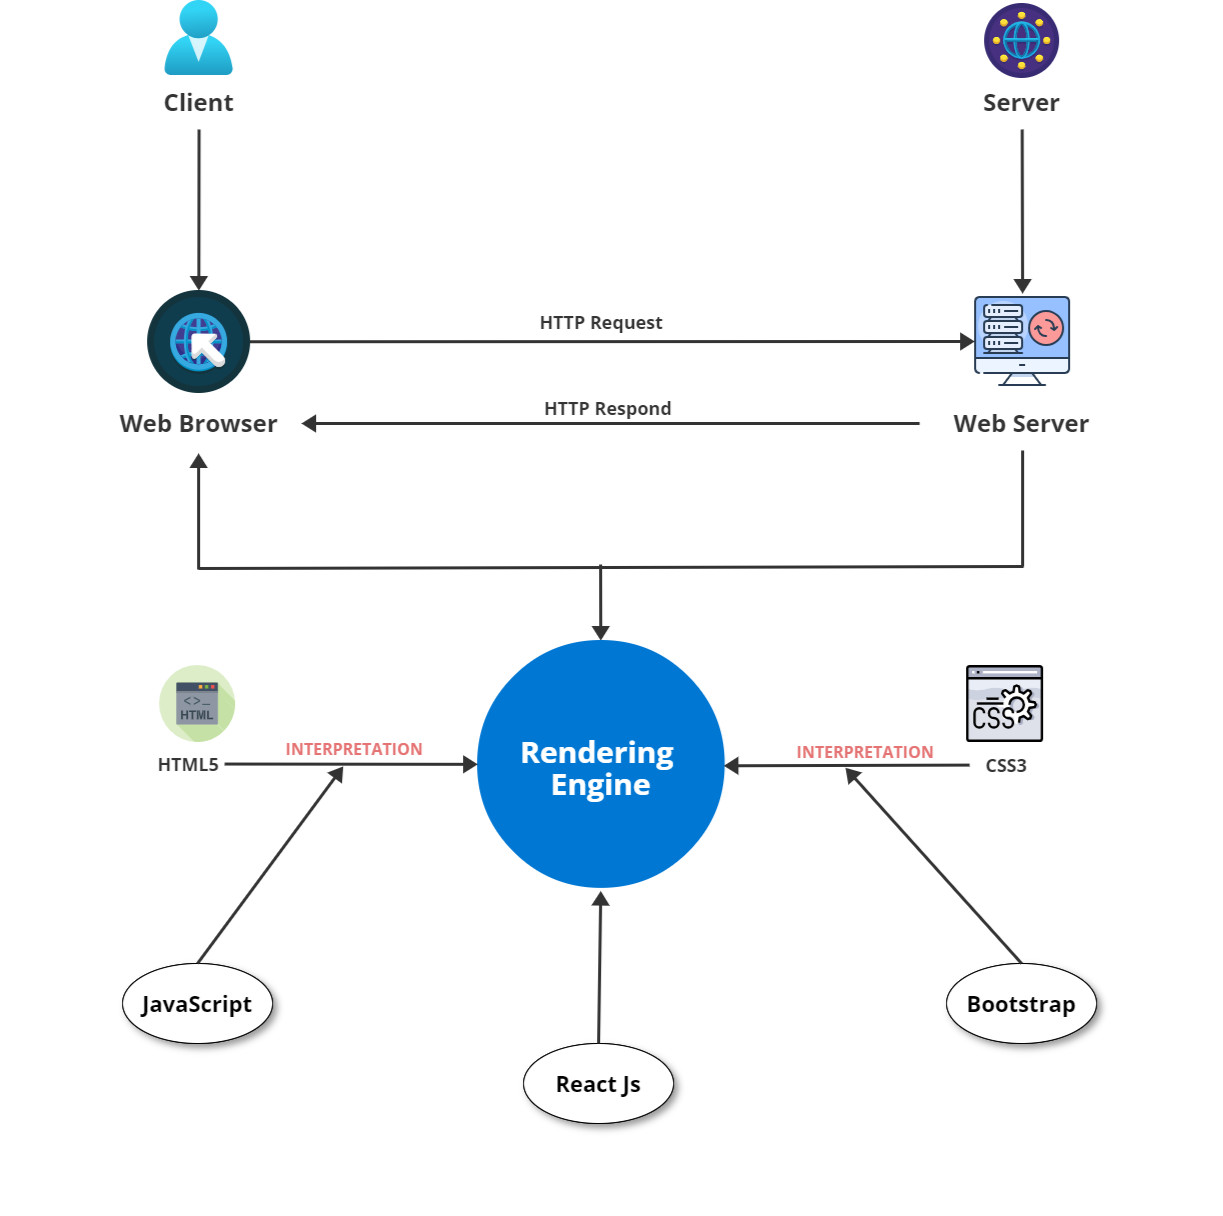 Client
Server
HTTP Request
HTTP Respond
Web Browser
Web Server
<>_
HTML
CSS
INTERPRETATION
INTERPRETATION
HTML5
CSS3
Rendering
Engine
JavaScript
Bootstrap
React Js